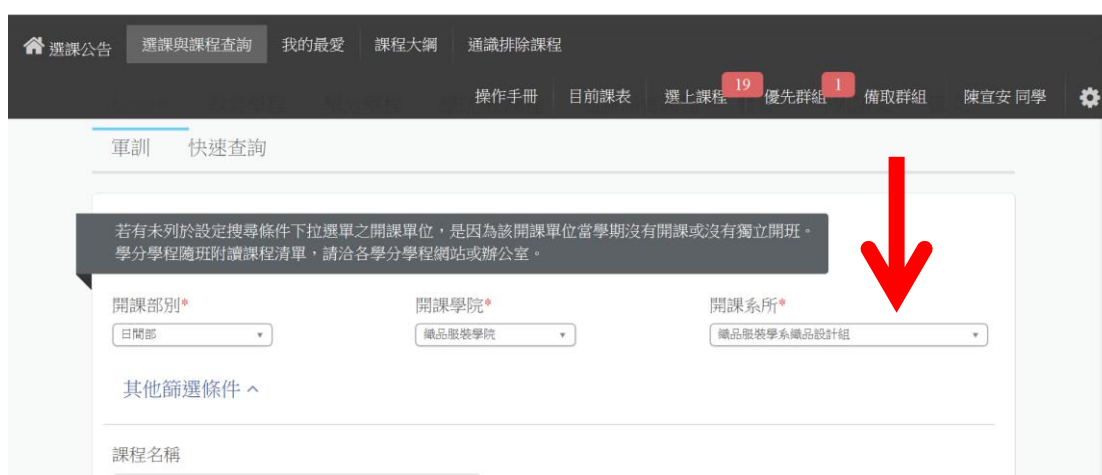 選課公告 選課與課程查詢 我的最愛 課程大綱 通識排除課程
操作手冊 目前課表 選上課程 19 優先群組 1 備取群組 陳宣安 同學
軍訓 快速查詢
若有未列於設定搜尋條件下拉選單之開課單位，是因為該開課單位當學期沒有開課或沒有獨立開班。
學分學程隨班附讀課程清單，請洽各學分學程網站或辦公室。
開課部別* 開課學院* 開課系所*
日間部 織品服裝學院 織品服裝學系織品設計組
其他篩選條件
課程名稱